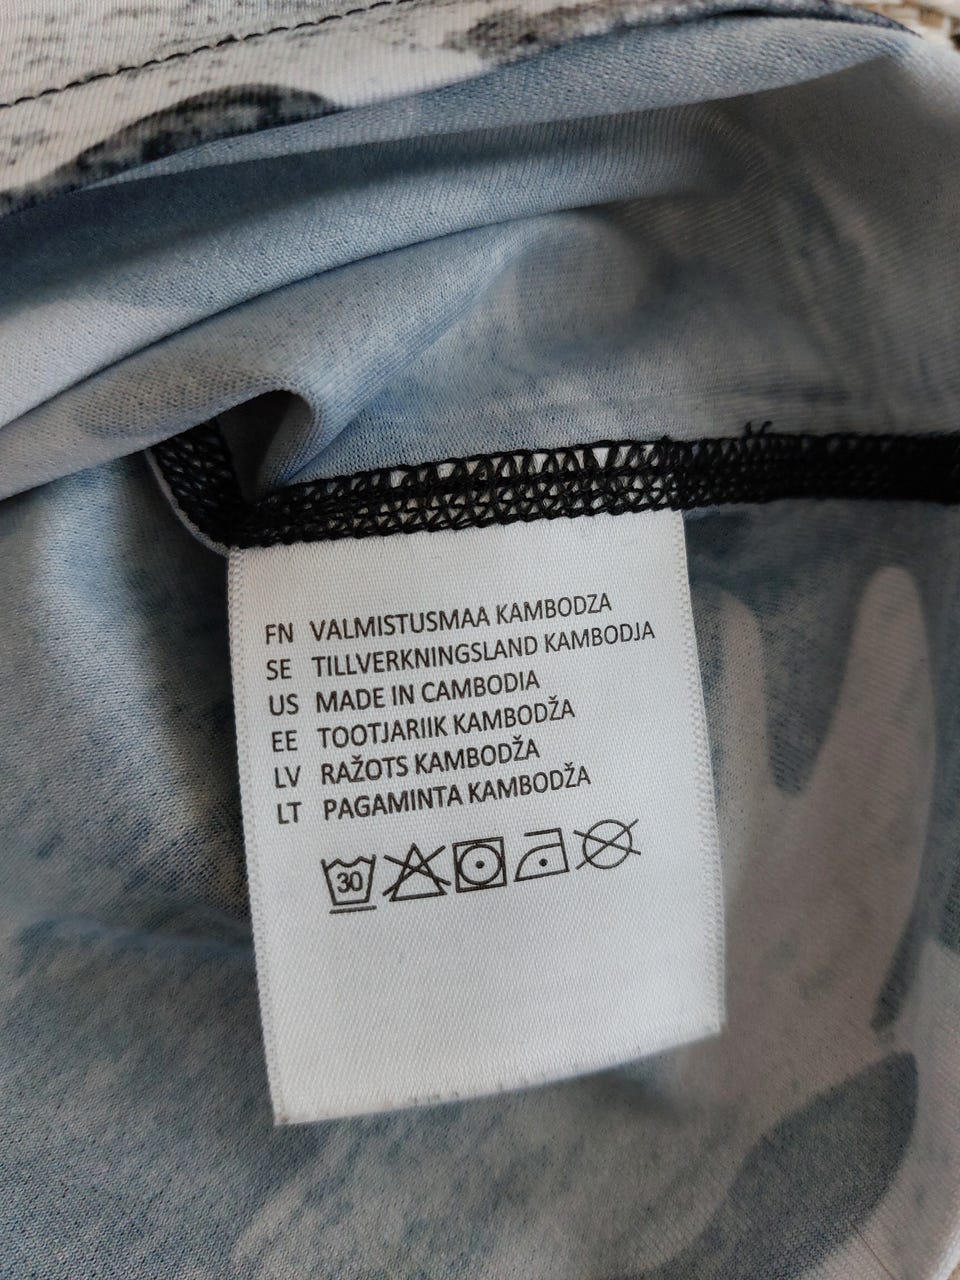 FN VALMISTUSMAA KAMBODZA
SE TILLVERKNINGSLAND KAMBODJA
US MADE IN CAMBODIA
EE TOOTJARIIK KAMBODŽA
LV RAŽOTS KAMBODŽA
LT PAGAMINTA KAMBODŽA
30